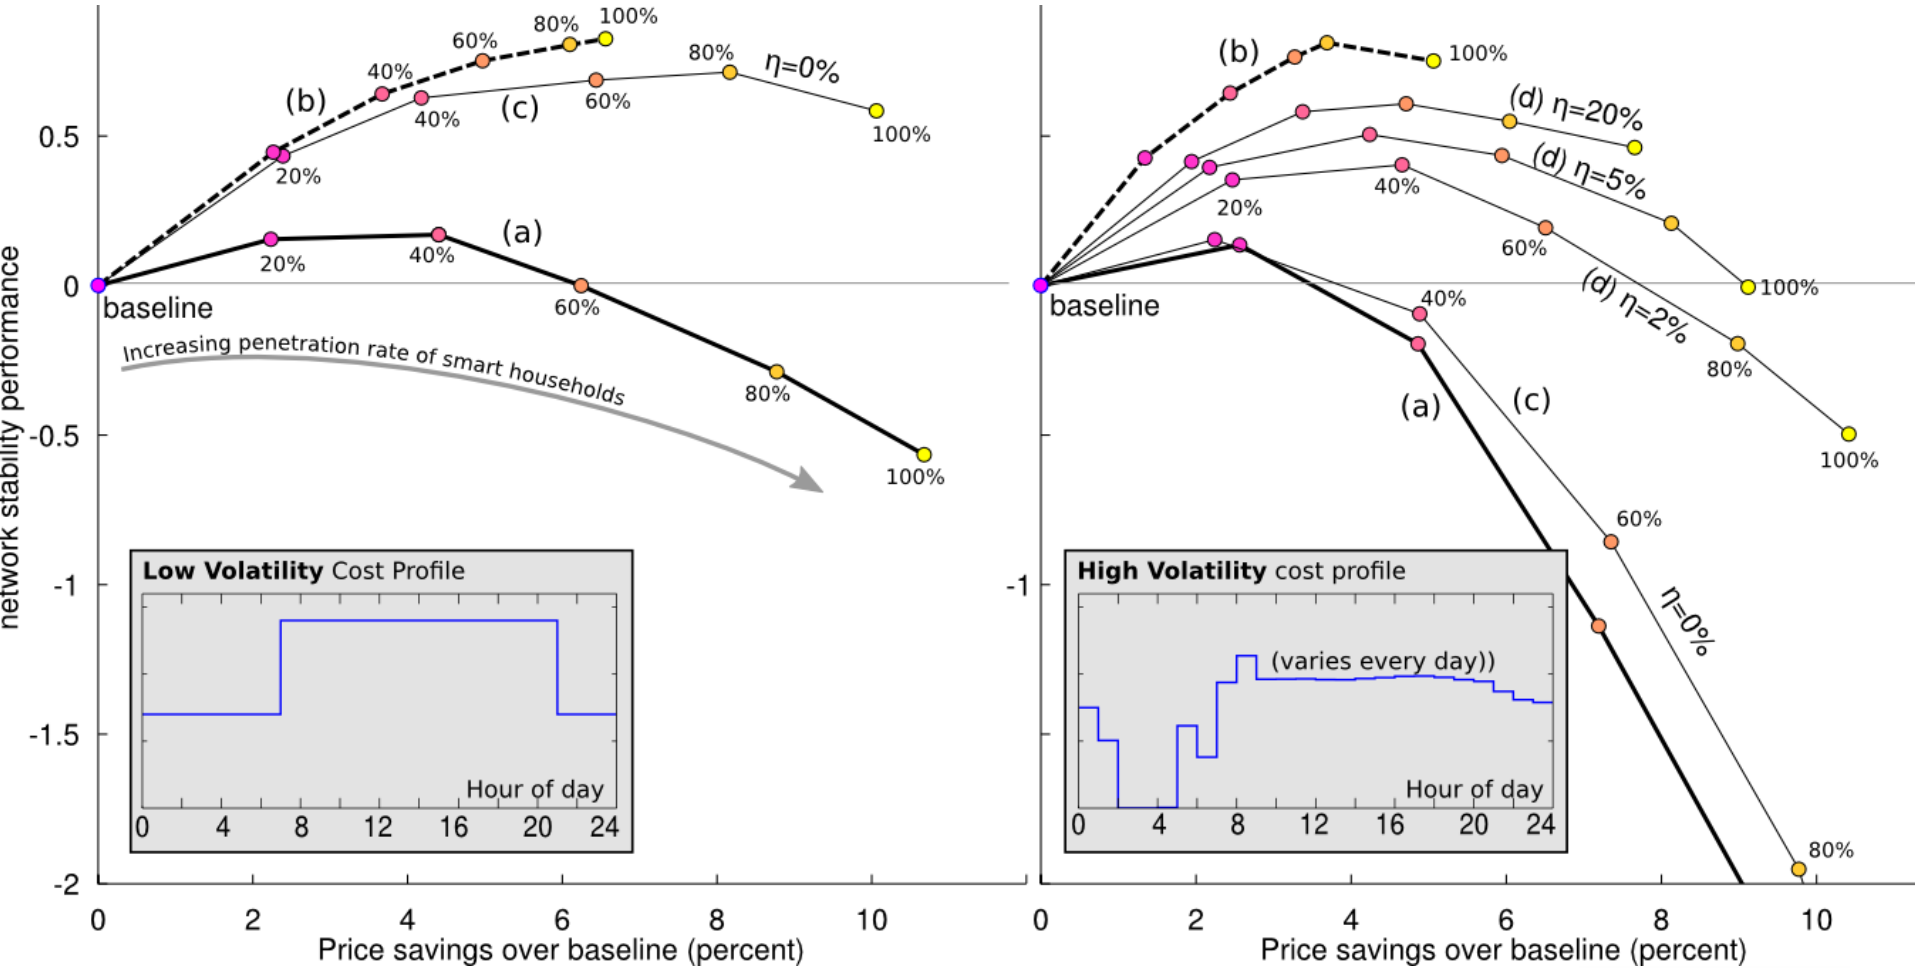 network stability performance
0.5
0
-0.5
-1
-1.5
-2
0 2 4 6 8 10
Price savings over baseline (percent)
baseline
(b)
40%
60%
80%
100%
20%
40%
(c)
60%
80%
η=0%
100%
20%
40%
(a)
60%
80%
100%
Increasing penetration rate of smart households
Low Volatility Cost Profile
Hour of day
0 4 8 12 16 20 24
(b)
100%
(d) η=20%
(d) η=5%
100%
20%
40%
60%
(d) η=2%
80%
100%
baseline
40%
(a)
(c)
60%
η=0%
80%
-1
High Volatility cost profile
(varies every day))
Hour of day
0 4 8 12 16 20 24
0 2 4 6 8 10
Price savings over baseline (percent)